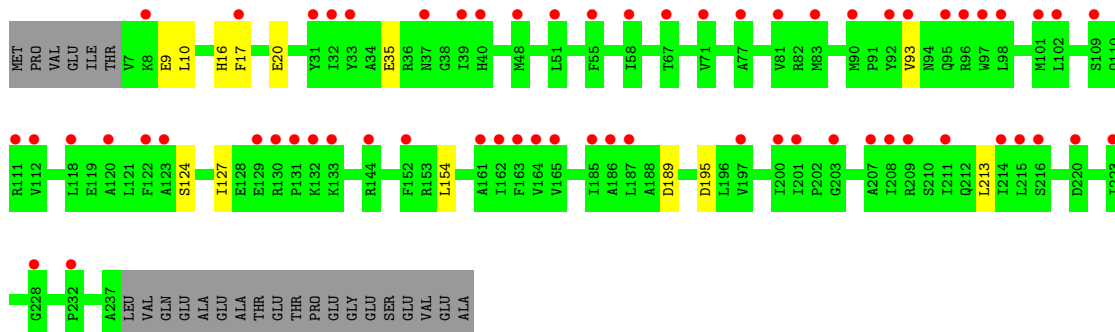 MET PRO VAL GLU ILE THR V7 K8 E9 L10 H16 F17 E20 Y31 I32 Y33 A34 E35 R36 N37 G38 I39 H40 M48 L51 F55 I58 T67 V71 A77 V81 R82 M83 M90 P91 Y92 V93 N94 Q95 R96 W97 L98 M101 L102 S109
R111 V112 L118 E119 A120 L121 F122 A123 S124 I127 E128 E129 R130 P131 K132 K133 R144 F152 R153 L154 A161 I162 F163 V164 V165 I185 A186 L187 A188 D189 D195 L196 V197 I200 I201 P202 G203 A207 I208 R209 S210 I211 Q212 L213 I214 L215 S216 D220
G228 P232 A237 LEU VAL GLN GLU ALA GLU ALA THR GLU THR PRO GLU GLY GLU SER GLU VAL GLU ALA